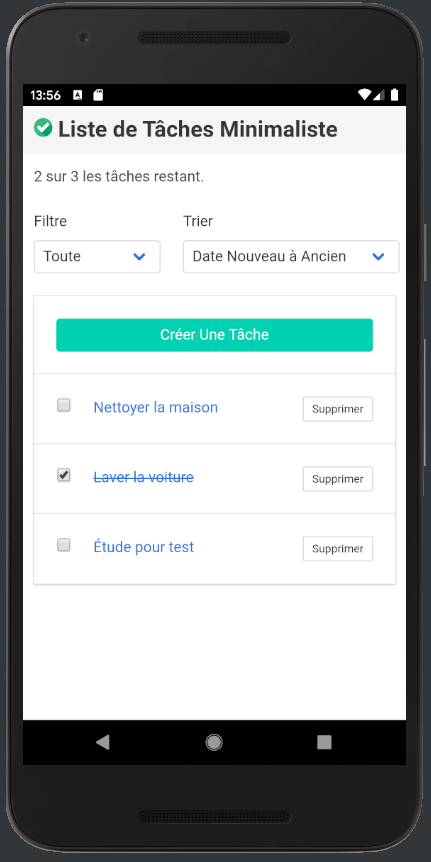 13:56
Liste de Tâches Minimaliste
2 sur 3 les tâches restant.
Filtre Trier
Toute Date Nouveau à Ancien
Créer Une Tâche
Nettoyer la maison Supprimer
Laver la voiture Supprimer
Étude pour test Supprimer